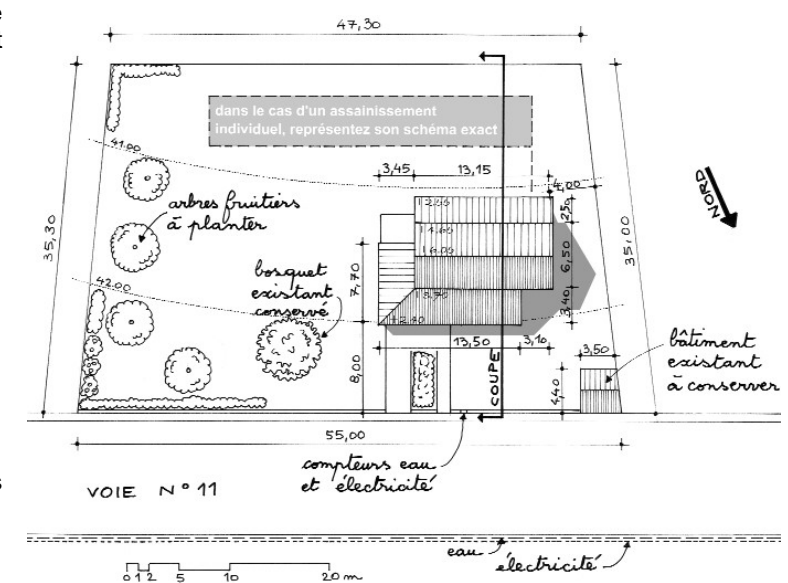 47,30
dans le cas d'un assainissement
individuel, représentez son schéma exact
41.00
3,45
13,15
4,00
NORD
arbres fruitiers
à planter
2,50
6,50
3,40
35,30
35,00
42.00
bosquet
existant
conservé
7,70
8,00
13,50
3,10
COUPE
3,50
4,40
bâtiment
existant
à conserver
55,00
compteurs eau
et électricité
VOIE N° 11
eau
électricité
0 1 2 5 10 20 m